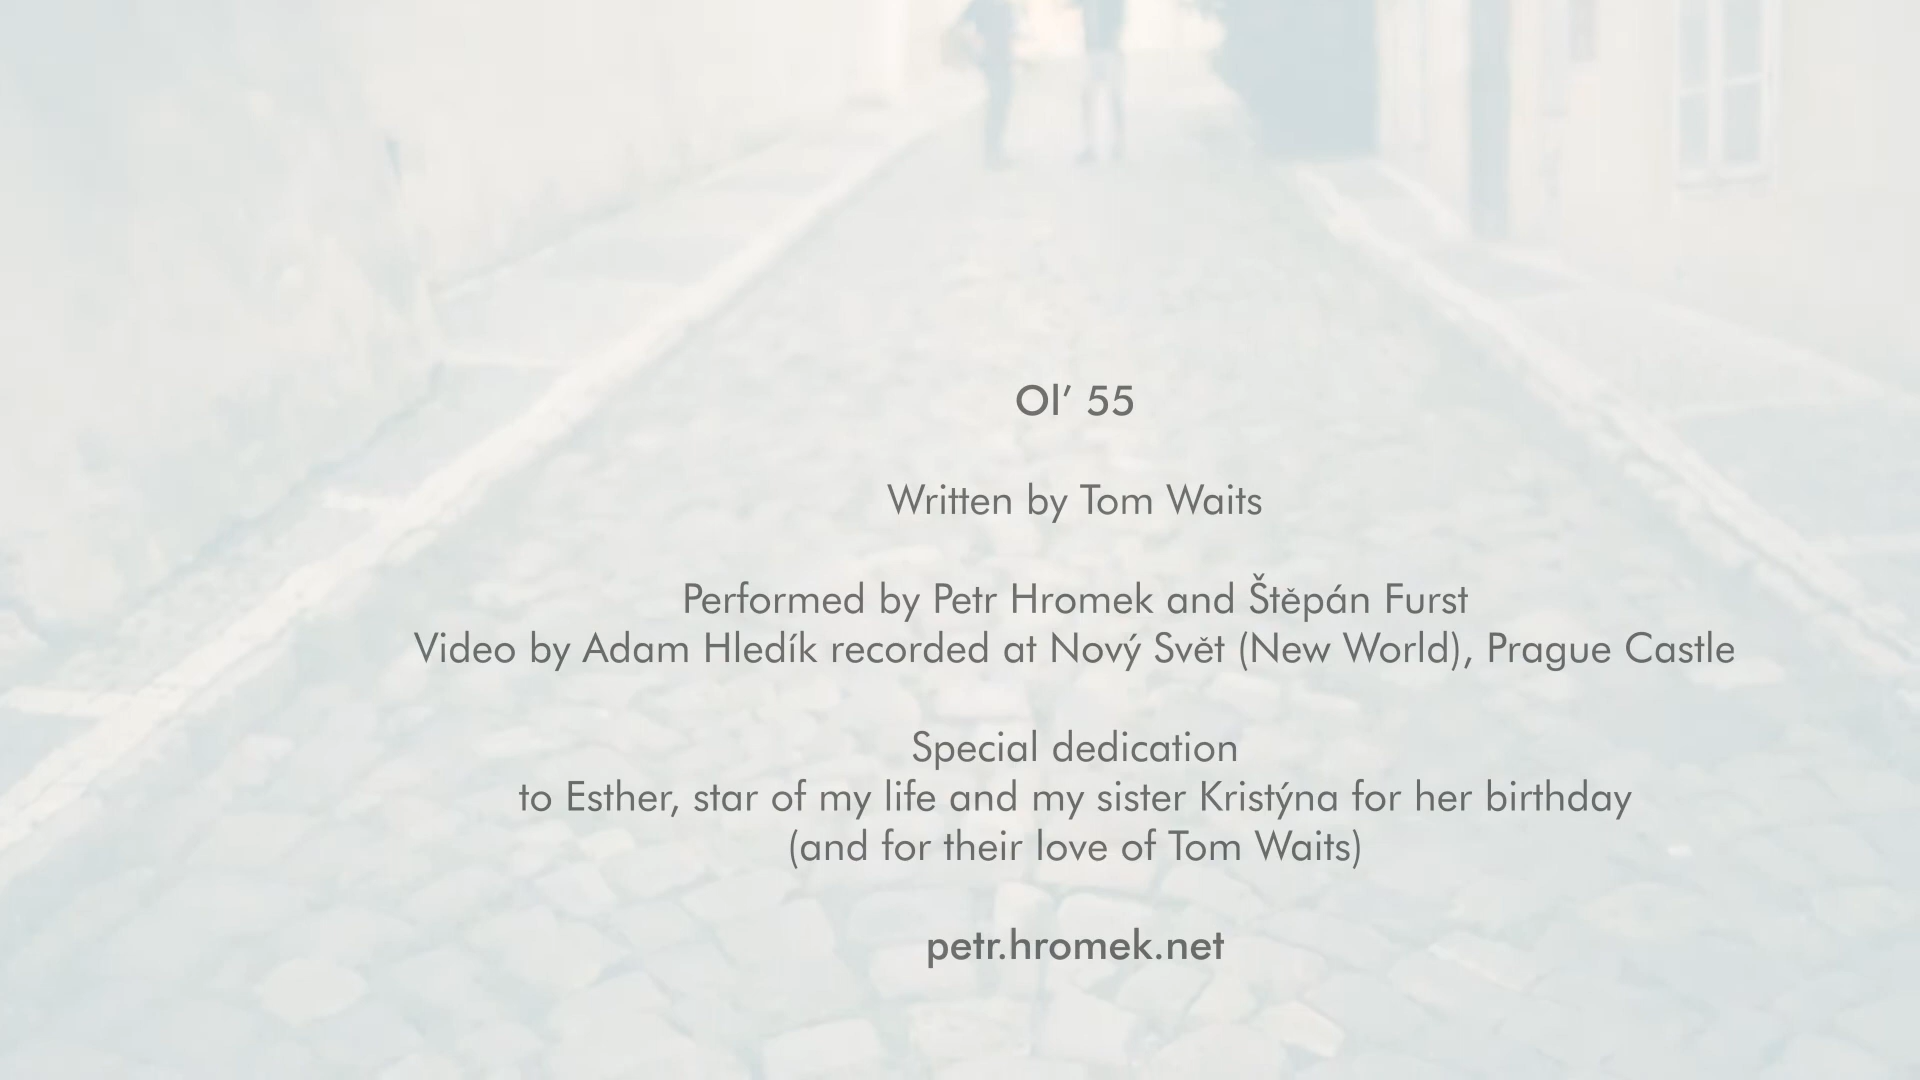 Ol’ 55
Written by Tom Waits
Performed by Petr Hromek and Štěpán Furst
Video by Adam Hledík recorded at Nový Svět (New World), Prague Castle
Special dedication
to Esther, star of my life and my sister Kristýna for her birthday
(and for their love of Tom Waits)
petr.hromek.net